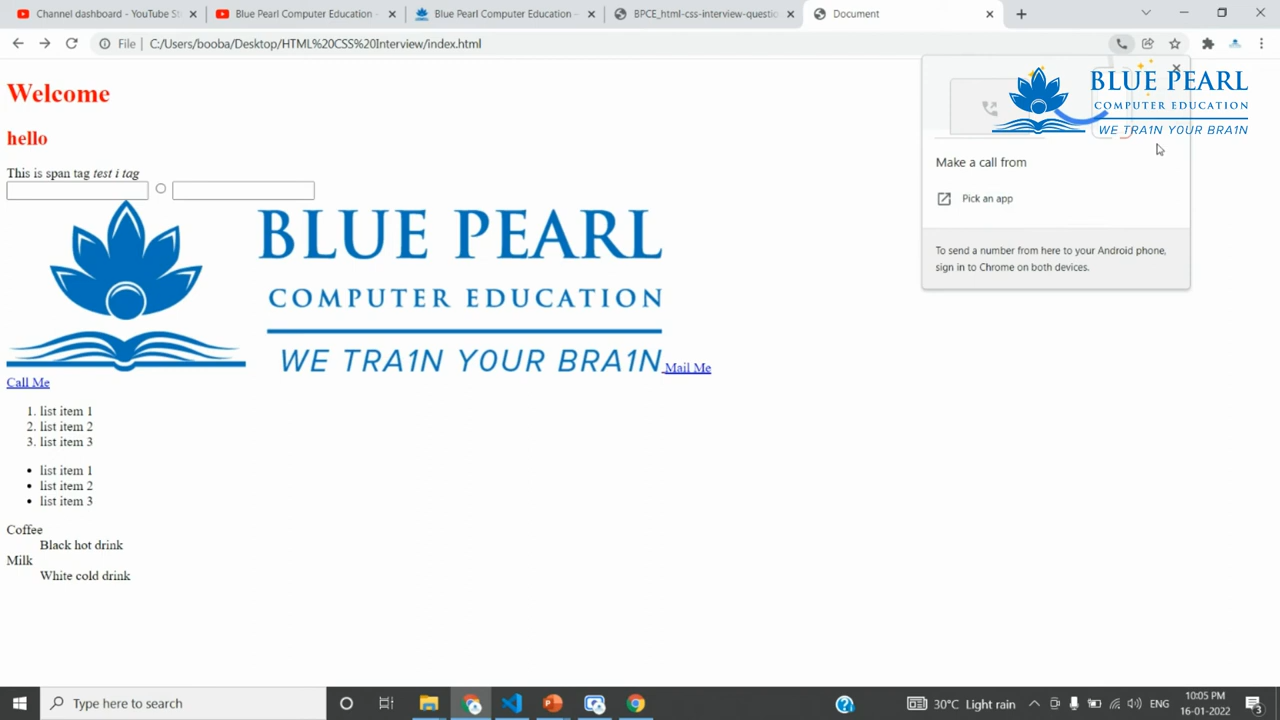 Channel dashboard - YouTube St
Blue Pearl Computer Education -
Blue Pearl Computer Education –
BPCE_html-css-interview-questio
Document
File | C:/Users/booba/Desktop/HTML%20CSS%20Interview/index.html
Welcome
hello
This is span tag test i tag
BLUE PEARL
COMPUTER EDUCATION
WE TRA1N YOUR BRA1N
Mail Me
Call Me
1. list item 1
2. list item 2
3. list item 3
• list item 1
• list item 2
• list item 3
Coffee
Black hot drink
Milk
White cold drink
BLUE PEARL
COMPUTER EDUCATION
WE TRA1N YOUR BRA1N
Make a call from
Pick an app
To send a number from here to your Android phone,
sign in to Chrome on both devices.
Type here to search
30°C Light rain
ENG
10:05 PM
16-01-2022
3